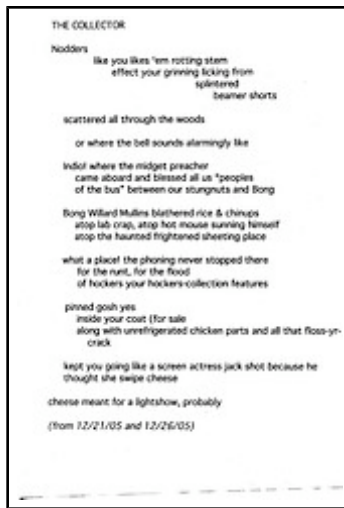 THE COLLECTOR
Nodders
like you likes 'em rotting stem
effect your grinning licking from
splintered
beamer shorts
scattered all through the woods
or where the bell sounds alarmingly like
Indio! where the midget preacher
came aboard and blessed all us "peoples
of the bus" between our stungnuts and Bong
Bong Willard Mullins blathered rice & chinups
atop lab crap, atop hot mouse sunning himself
atop the haunted frightened sheeting place
what a place! the phoning never stopped there
for the runt, for the flood
of hockers your hockers-collection features
pinned gosh yes
inside your coat (for sale
along with unrefrigerated chicken parts and all that floss-yr-
crack
kept you going like a screen actress jack shot because he
thought she swipe cheese
cheese meant for a lightshow, probably
(from 12/21/05 and 12/26/05)